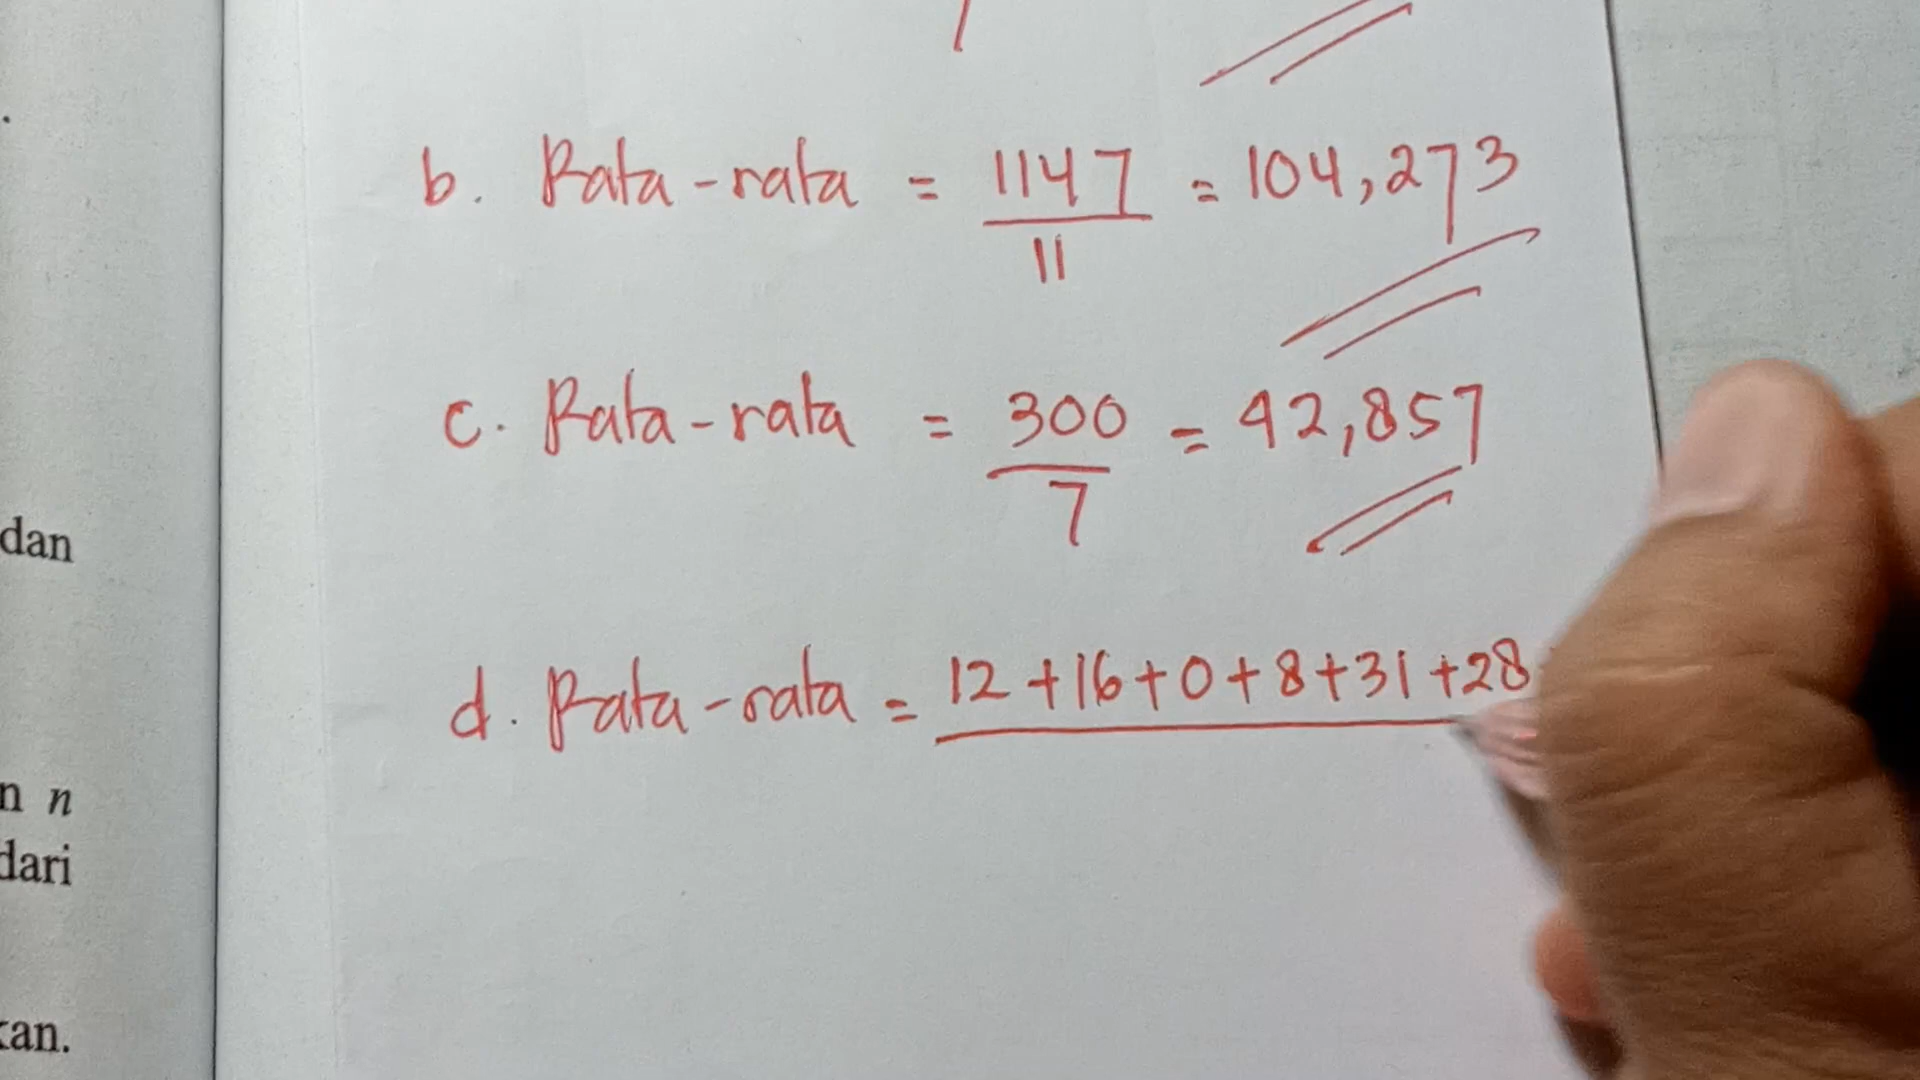 b. Rata-rata = 1147 = 104,273
11
c. Rata-rata = 300 = 42,857
7
d. Rata-rata = 12+16+0+8+31+28
dan
n n
dari
kan.